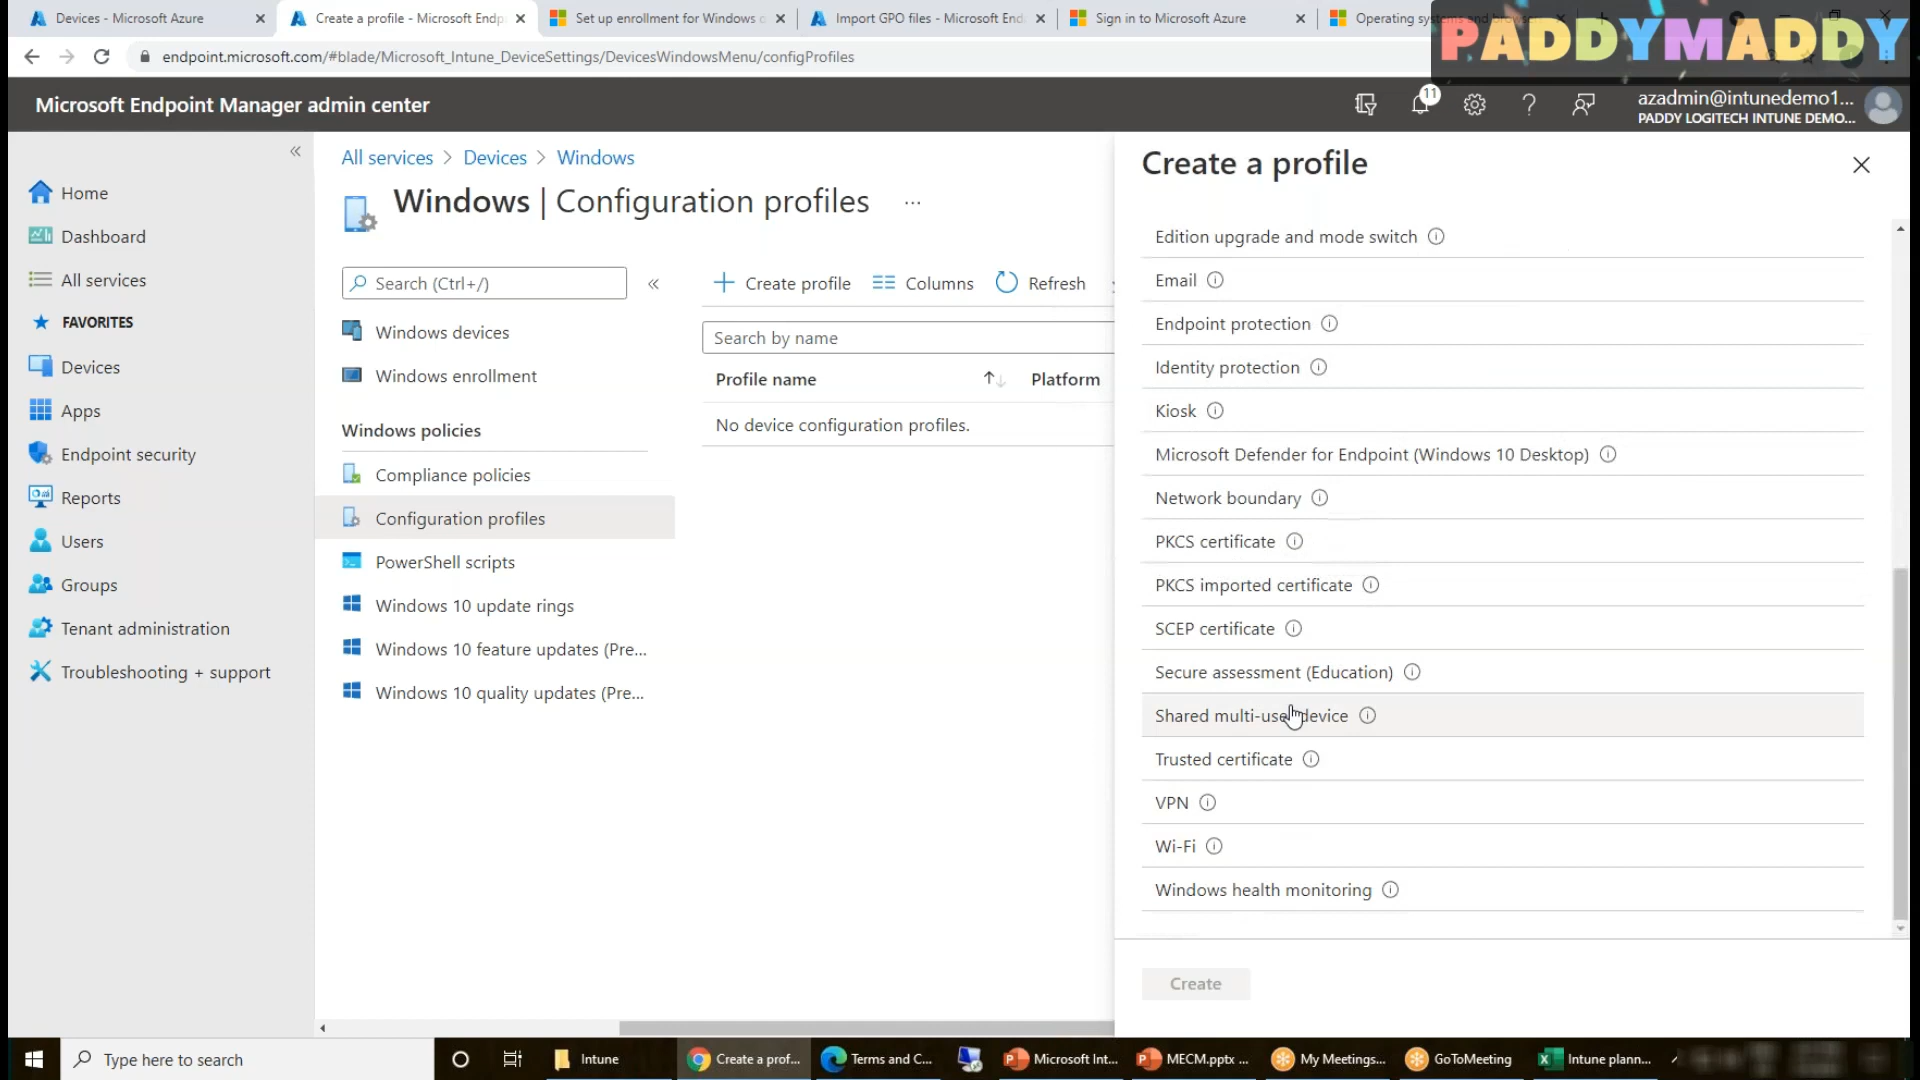 Devices - Microsoft Azure
Create a profile - Microsoft Endp
Set up enrollment for Windows
Import GPO files - Microsoft End
Sign in to Microsoft Azure
Operating systems and browser
PADDYMADDY
endpoint.microsoft.com/#blade/Microsoft_Intune_DeviceSettings/DevicesWindowsMenu/configProfiles
Microsoft Endpoint Manager admin center
11
azadmin@intunedemo1...
PADDY LOGITECH INTUNE DEMO...
Home
Dashboard
All services
FAVORITES
Devices
Apps
Endpoint security
Reports
Users
Groups
Tenant administration
Troubleshooting + support
All services > Devices > Windows
Windows | Configuration profiles ...
Search (Ctrl+/)
Windows devices
Windows enrollment
Windows policies
Compliance policies
Configuration profiles
PowerShell scripts
Windows 10 update rings
Windows 10 feature updates (Pre...
Windows 10 quality updates (Pre...
Create profile
Columns
Refresh
Search by name
Profile name
Platform
No device configuration profiles.
Create a profile
Edition upgrade and mode switch
Email
Endpoint protection
Identity protection
Kiosk
Microsoft Defender for Endpoint (Windows 10 Desktop)
Network boundary
PKCS certificate
PKCS imported certificate
SCEP certificate
Secure assessment (Education)
Shared multi-user device
Trusted certificate
VPN
Wi-Fi
Windows health monitoring
Create
Type here to search
Intune
Create a prof...
Terms and C...
Microsoft Int...
MECM.pptx ...
My Meetings...
GoToMeeting
Intune plann...